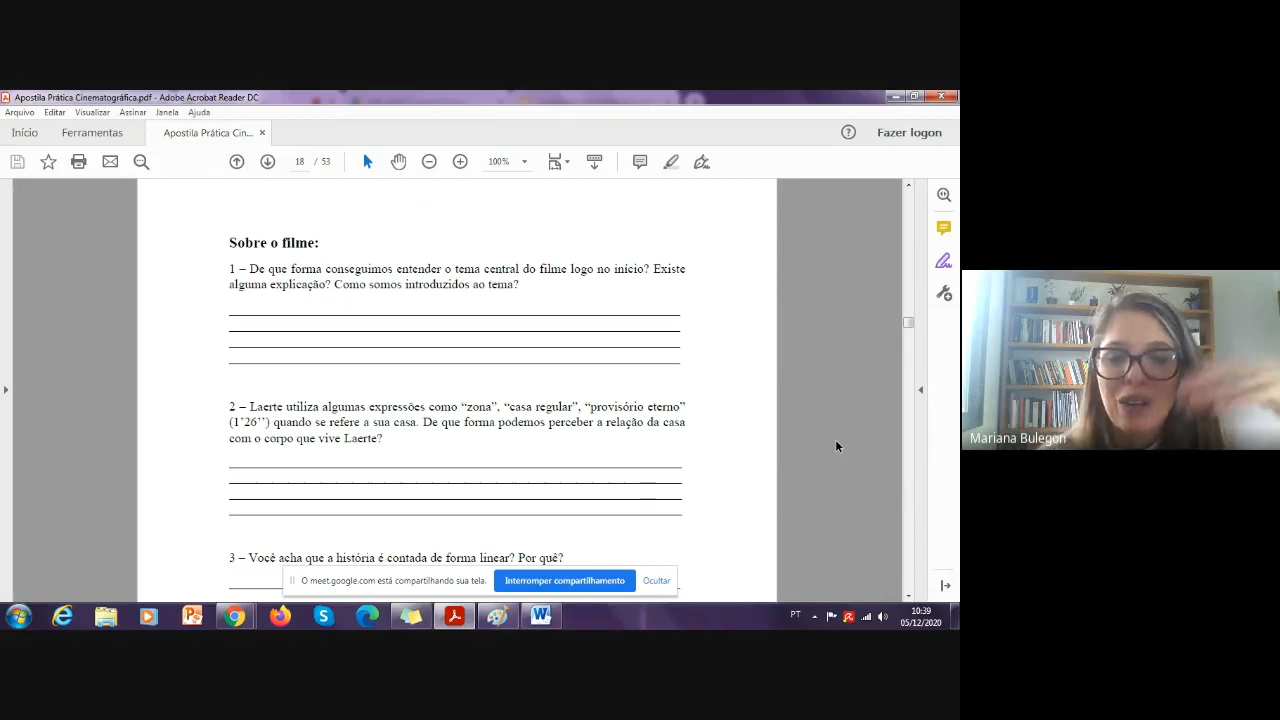 Apostila Prática Cinematográfica.pdf - Adobe Acrobat Reader DC
Arquivo Editar Visualizar Assinar Janela Ajuda
Início Ferramentas Apostila Prática Cin... × Fazer logon
18 / 53 100%
Sobre o filme:
1 – De que forma conseguimos entender o tema central do filme logo no início? Existe
alguma explicação? Como somos introduzidos ao tema?
2 – Laerte utiliza algumas expressões como “zona”, “casa regular”, “provisório eterno”
(1’26’’) quando se refere a sua casa. De que forma podemos perceber a relação da casa
com o corpo que vive Laerte?
3 – Você acha que a história é contada de forma linear? Por quê?
O meet.google.com está compartilhando sua tela. Interromper compartilhamento Ocultar
PT 10:39
05/12/2020
Mariana Bulegon